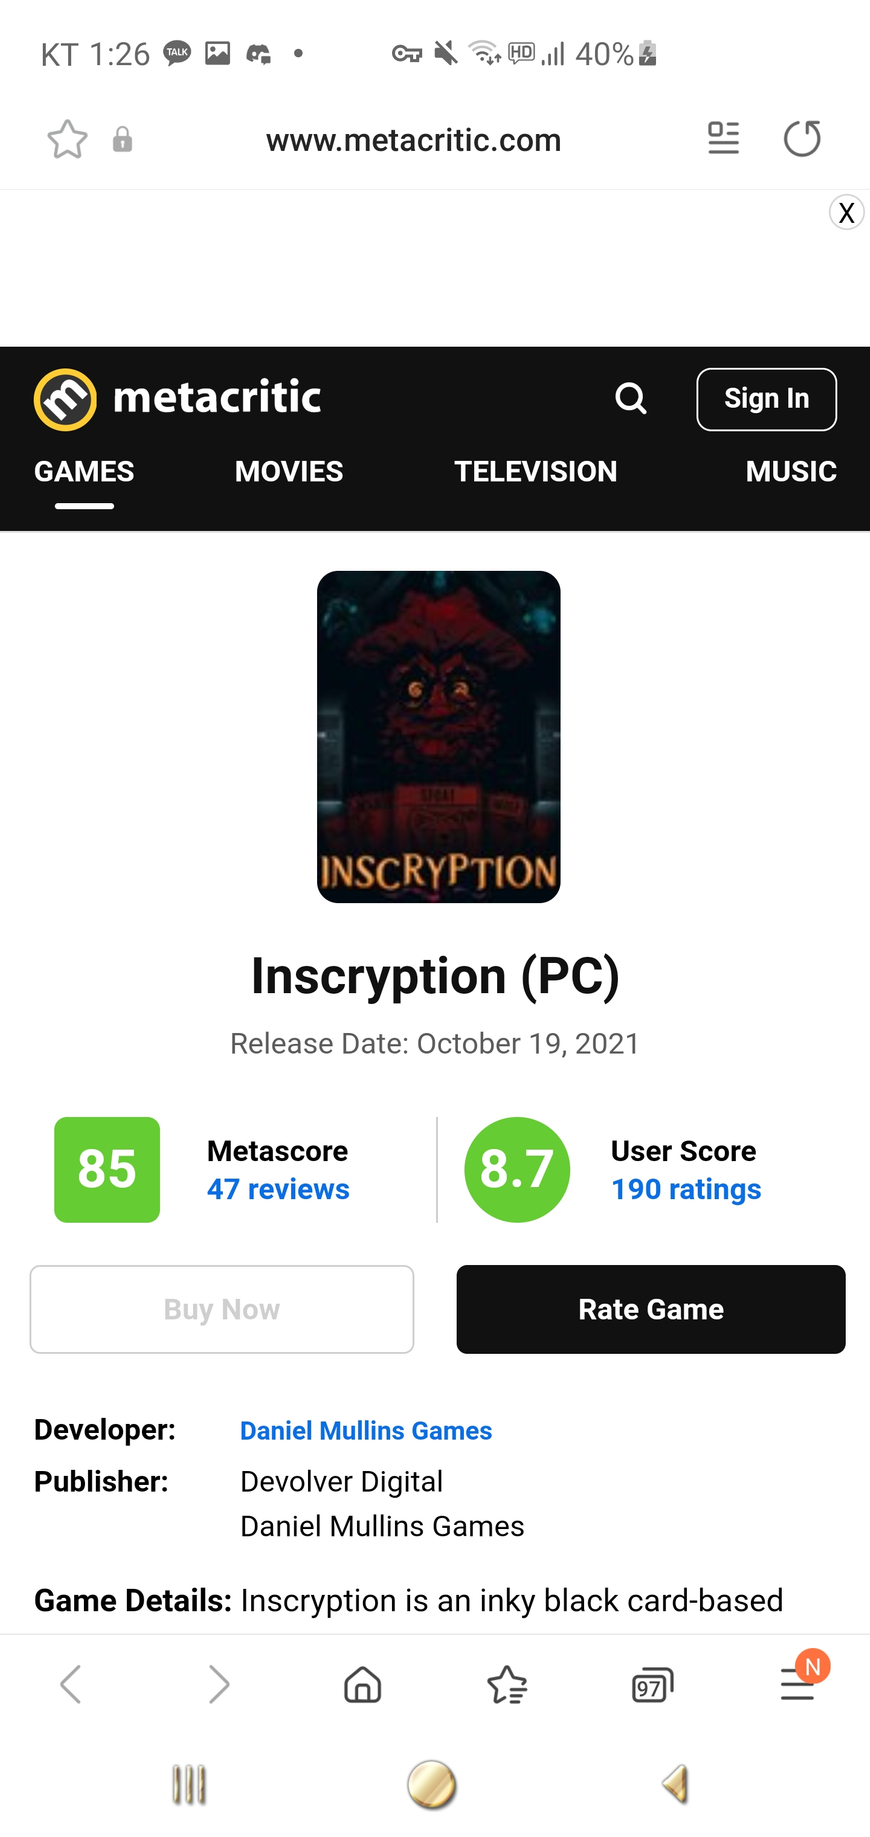 KT 1:26 TALK HD 40%
www.metacritic.com
X
m metacritic Sign In
GAMES MOVIES TELEVISION MUSIC
STOAT
INSCRYPTION
Inscryption (PC)
Release Date: October 19, 2021
85 Metascore 8.7 User Score
47 reviews 190 ratings
Buy Now Rate Game
Developer: Daniel Mullins Games
Publisher: Devolver Digital
Daniel Mullins Games
Game Details: Inscryption is an inky black card-based
97 N